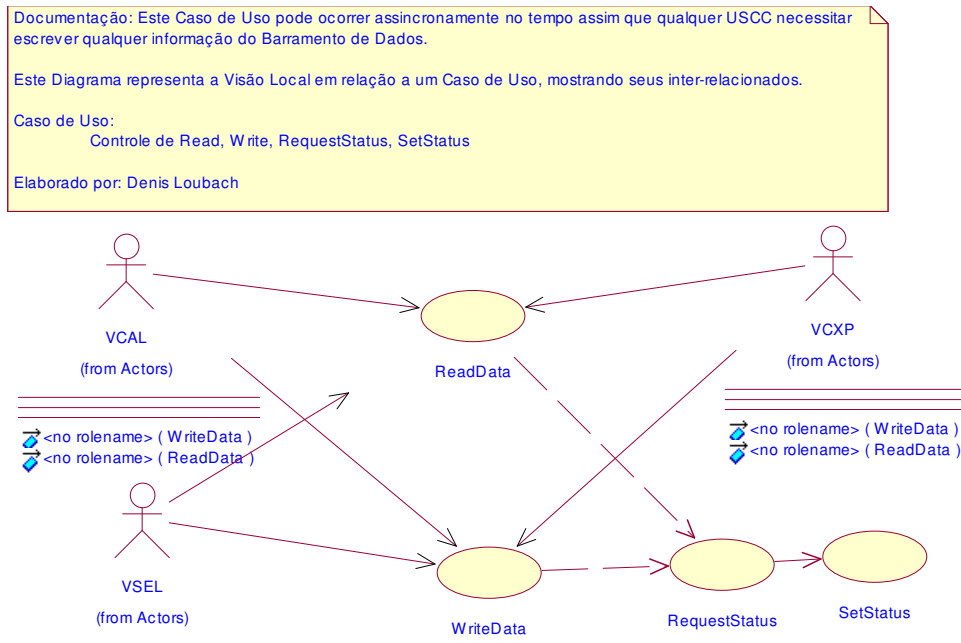 Documentação: Este Caso de Uso pode ocorrer assincronamente no tempo assim que qualquer USCC necessitar
escrever qualquer informação do Barramento de Dados.
Este Diagrama representa a Visão Local em relação a um Caso de Uso, mostrando seus inter-relacionados.
Caso de Uso:
Controle de Read, Write, RequestStatus, SetStatus
Elaborado por: Denis Loubach
VCAL
(from Actors)
<no rolename> ( WriteData )
<no rolename> ( ReadData )
ReadData
VCXP
(from Actors)
<no rolename> ( WriteData )
<no rolename> ( ReadData )
VSEL
(from Actors)
WriteData
RequestStatus
SetStatus